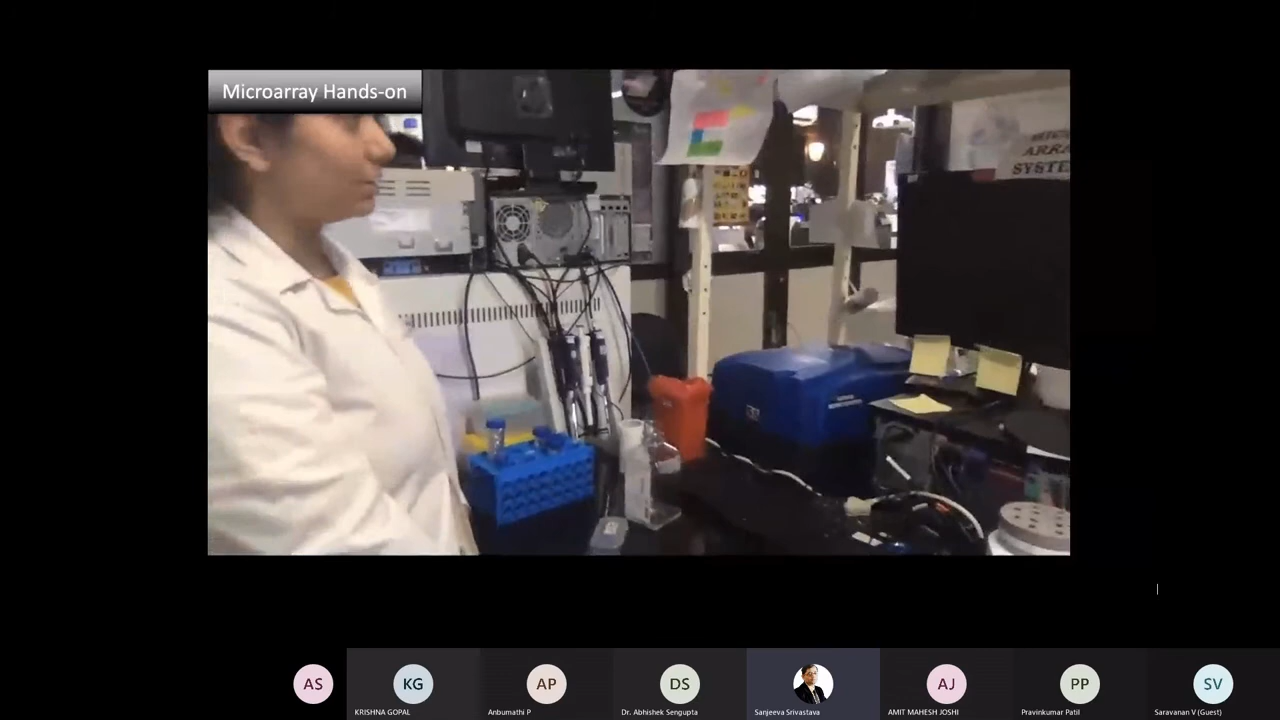 Microarray Hands-on
ARRA
SYSTE
AS
KG
AP
DS
AJ
PP
SV
KRISHNA GOPAL
Anbumathi P
Dr. Abhishek Sengupta
Sanjeeva Srivastava
AMIT MAHESH JOSHI
Pravinkumar Patil
Saravanan V (Guest)